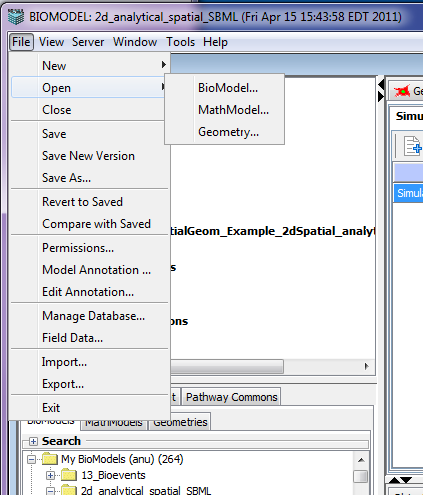 BIOMODEL: 2d_analytical_spatial_SBML (Fri Apr 15 15:43:58 EDT 2011)
File View Server Window Tools Help
New
Open
Close
Save
Save New Version
Save As...
Revert to Saved
Compare with Saved
Permissions...
Model Annotation ...
Edit Annotation...
Manage Database...
Field Data...
Import...
Export...
Exit
BioModel...
MathModel...
Geometry...
Simu
Simula
tialGeom_Example_2dSpatial_analyt
s
ons
t Pathway Commons
BioModels MathModels Geometries
Search
My BioModels (anu) (264)
13_Bioevents
2d_analytical_spatial_SBML